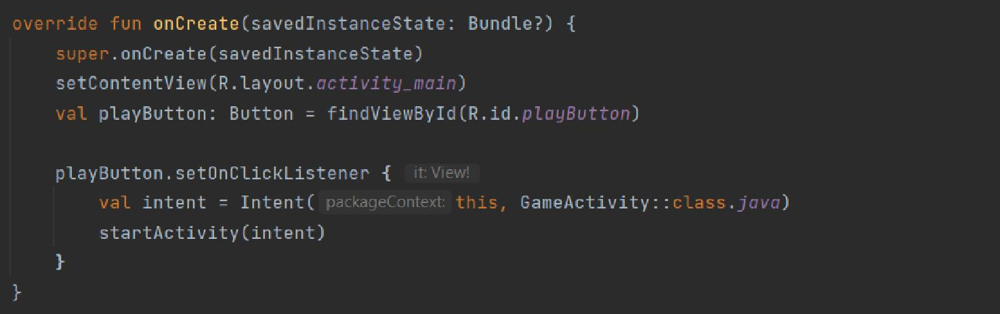 override fun onCreate(savedInstanceState: Bundle?) {
super.onCreate(savedInstanceState)
setContentView(R.layout.activity_main)
val playButton: Button = findViewById(R.id.playButton)
playButton.setOnClickListener { it: View!
val intent = Intent( packageContext: this, GameActivity::class.java)
startActivity(intent)
}
}